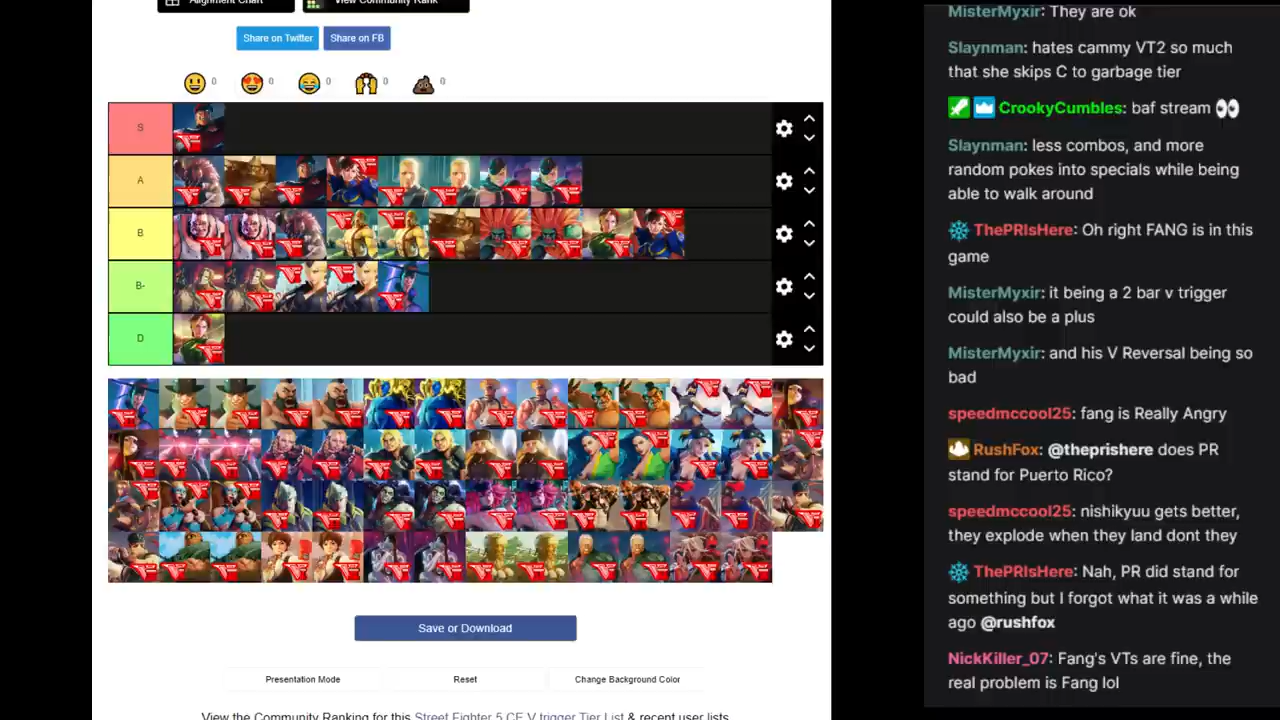 Alignment Chart
View Community Rank
Share on Twitter
Share on FB
0
0
0
0
0
S
A
B
B-
D
Save or Download
Presentation Mode
Reset
Change Background Color
View the Community Ranking for this Street Fighter 5 CE V trigger Tier List & recent user lists
MisterMyxir: They are ok
Slaynman: hates cammy VT2 so much
that she skips C to garbage tier
CrookyCumbles: baf stream 👀
Slaynman: less combos, and more
random pokes into specials while being
able to walk around
ThePRIsHere: Oh right FANG is in this
game
MisterMyxir: it being a 2 bar v trigger
could also be a plus
MisterMyxir: and his V Reversal being so
bad
speedmccool25: fang is Really Angry
RushFox: @theprishere does PR
stand for Puerto Rico?
speedmccool25: nishikyuu gets better,
they explode when they land dont they
ThePRIsHere: Nah, PR did stand for
something but I forgot what it was a while
ago @rushfox
NickKiller_07: Fang's VTs are fine, the
real problem is Fang lol